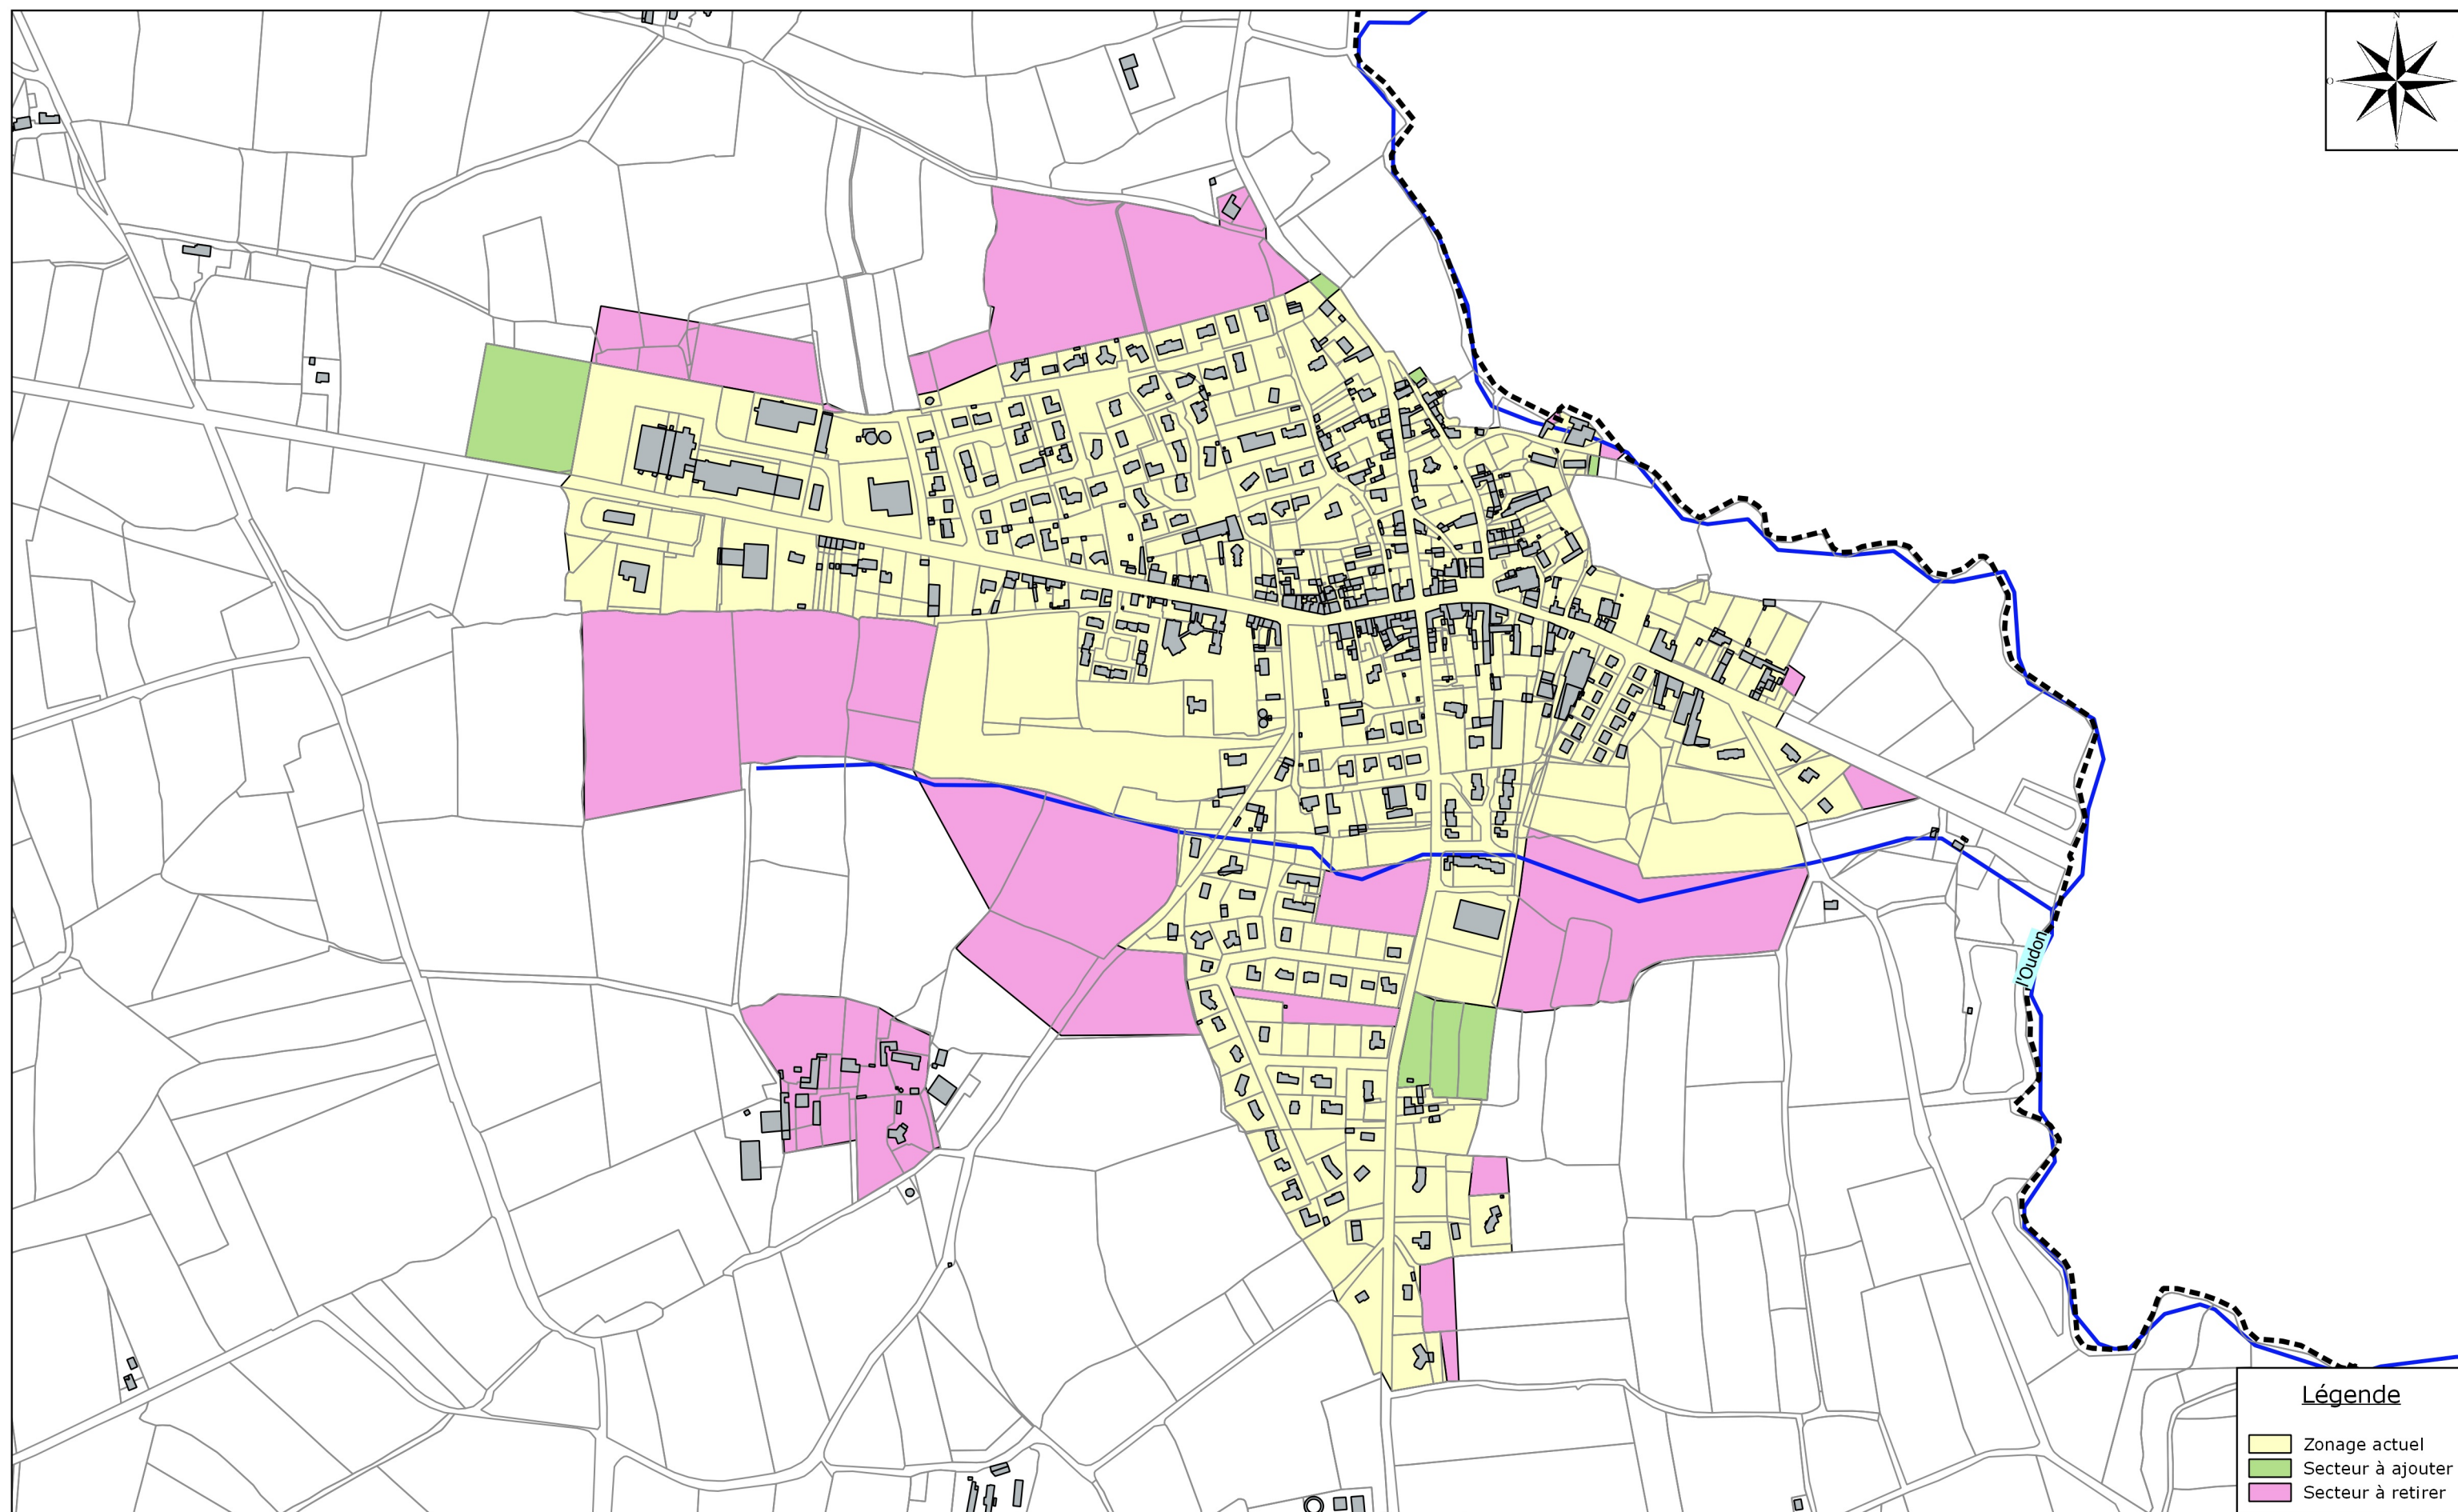 N
O
S
l'Oudon
Légende
Zonage actuel
Secteur à ajouter
Secteur à retirer